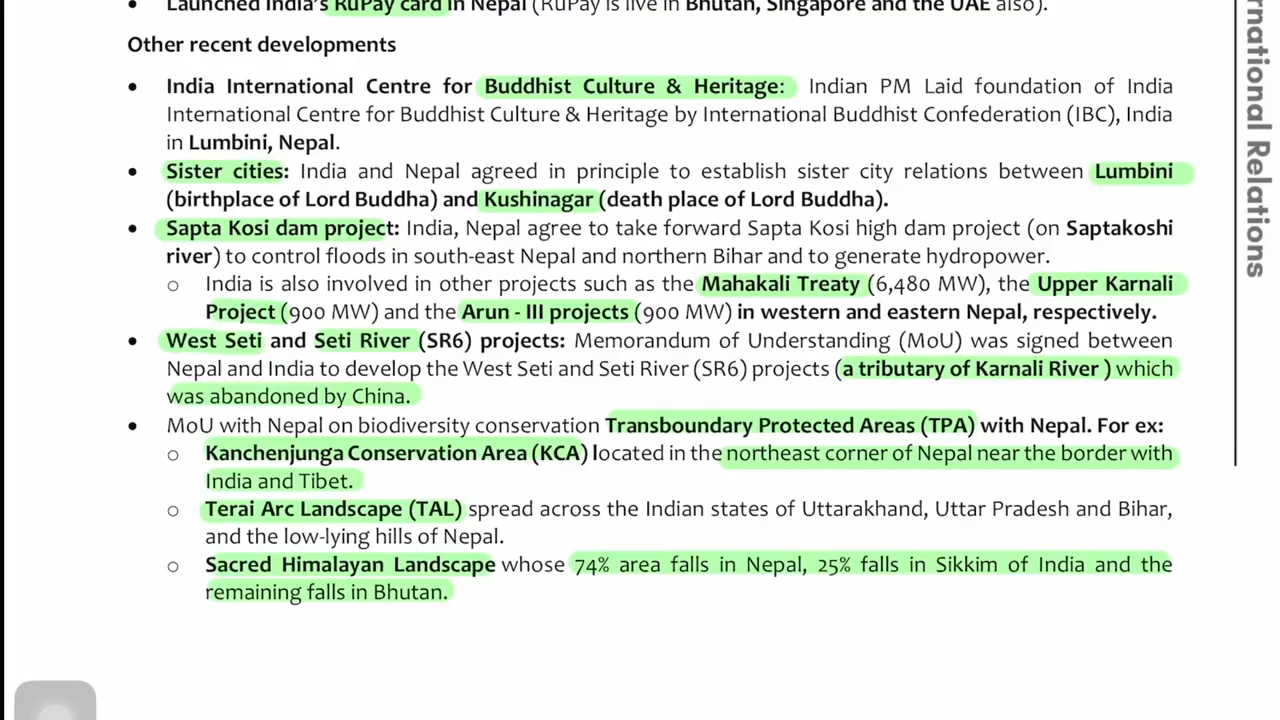 • Launched India's RuPay card in Nepal (RuPay is live in Bhutan, Singapore and the UAE also).
Other recent developments
• India International Centre for Buddhist Culture & Heritage: Indian PM Laid foundation of India
International Centre for Buddhist Culture & Heritage by International Buddhist Confederation (IBC), India
in Lumbini, Nepal.
• Sister cities: India and Nepal agreed in principle to establish sister city relations between Lumbini
(birthplace of Lord Buddha) and Kushinagar (death place of Lord Buddha).
• Sapta Kosi dam project: India, Nepal agree to take forward Sapta Kosi high dam project (on Saptakoshi
river) to control floods in south-east Nepal and northern Bihar and to generate hydropower.
o India is also involved in other projects such as the Mahakali Treaty (6,480 MW), the Upper Karnali
Project (900 MW) and the Arun - III projects (900 MW) in western and eastern Nepal, respectively.
• West Seti and Seti River (SR6) projects: Memorandum of Understanding (MoU) was signed between
Nepal and India to develop the West Seti and Seti River (SR6) projects (a tributary of Karnali River ) which
was abandoned by China.
• MoU with Nepal on biodiversity conservation Transboundary Protected Areas (TPA) with Nepal. For ex:
o Kanchenjunga Conservation Area (KCA) located in the northeast corner of Nepal near the border with
India and Tibet.
o Terai Arc Landscape (TAL) spread across the Indian states of Uttarakhand, Uttar Pradesh and Bihar,
and the low-lying hills of Nepal.
o Sacred Himalayan Landscape whose 74% area falls in Nepal, 25% falls in Sikkim of India and the
remaining falls in Bhutan.
rnational Relations